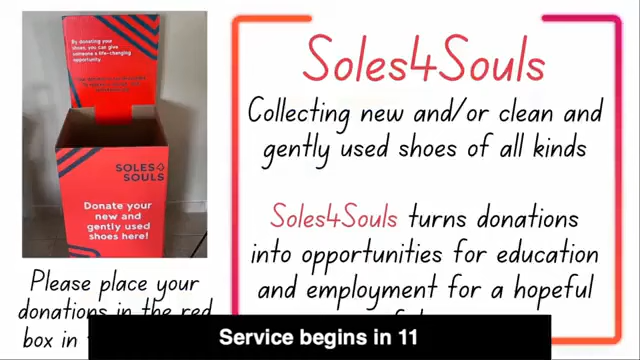 By donating your
shoes, you can give
someone a life-changing
opportunity.
SOLES4
SOULS
Donate your
new and
gently used
shoes here!
Please place your
donations in the red
box in
Soles4Souls
Collecting new and/or clean and
gently used shoes of all kinds
Soles4Souls turns donations
into opportunities for education
and employment for a hopeful
Service begins in 11